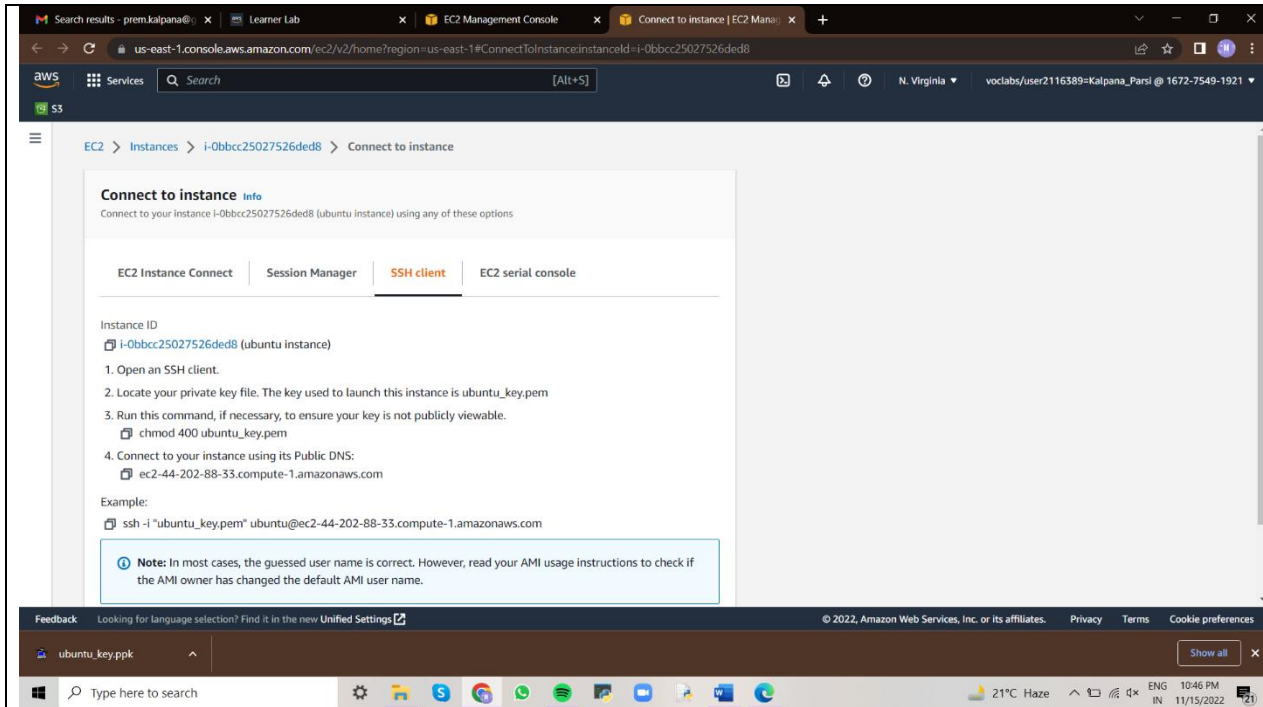 Search results - prem.kalpana@g
Learner Lab
EC2 Management Console
Connect to instance | EC2 Manag
us-east-1.console.aws.amazon.com/ec2/v2/home?region=us-east-1#ConnectToInstance:instanceId=i-0bbcc25027526ded8
aws Services Search [Alt+S] N. Virginia voclabs/user2116389=Kalpana_Parsi @ 1672-7549-1921
S3
EC2 > Instances > i-0bbcc25027526ded8 > Connect to instance
Connect to instance Info
Connect to your instance i-0bbcc25027526ded8 (ubuntu instance) using any of these options
EC2 Instance Connect Session Manager SSH client EC2 serial console
Instance ID
i-0bbcc25027526ded8 (ubuntu instance)
1. Open an SSH client.
2. Locate your private key file. The key used to launch this instance is ubuntu_key.pem
3. Run this command, if necessary, to ensure your key is not publicly viewable.
chmod 400 ubuntu_key.pem
4. Connect to your instance using its Public DNS:
ec2-44-202-88-33.compute-1.amazonaws.com
Example:
ssh -i "ubuntu_key.pem" ubuntu@ec2-44-202-88-33.compute-1.amazonaws.com
Note: In most cases, the guessed user name is correct. However, read your AMI usage instructions to check if
the AMI owner has changed the default AMI user name.
Feedback Looking for language selection? Find it in the new Unified Settings © 2022, Amazon Web Services, Inc. or its affiliates. Privacy Terms Cookie preferences
ubuntu_key.ppk Show all
Type here to search 21°C Haze ENG 10:46 PM
IN 11/15/2022 21